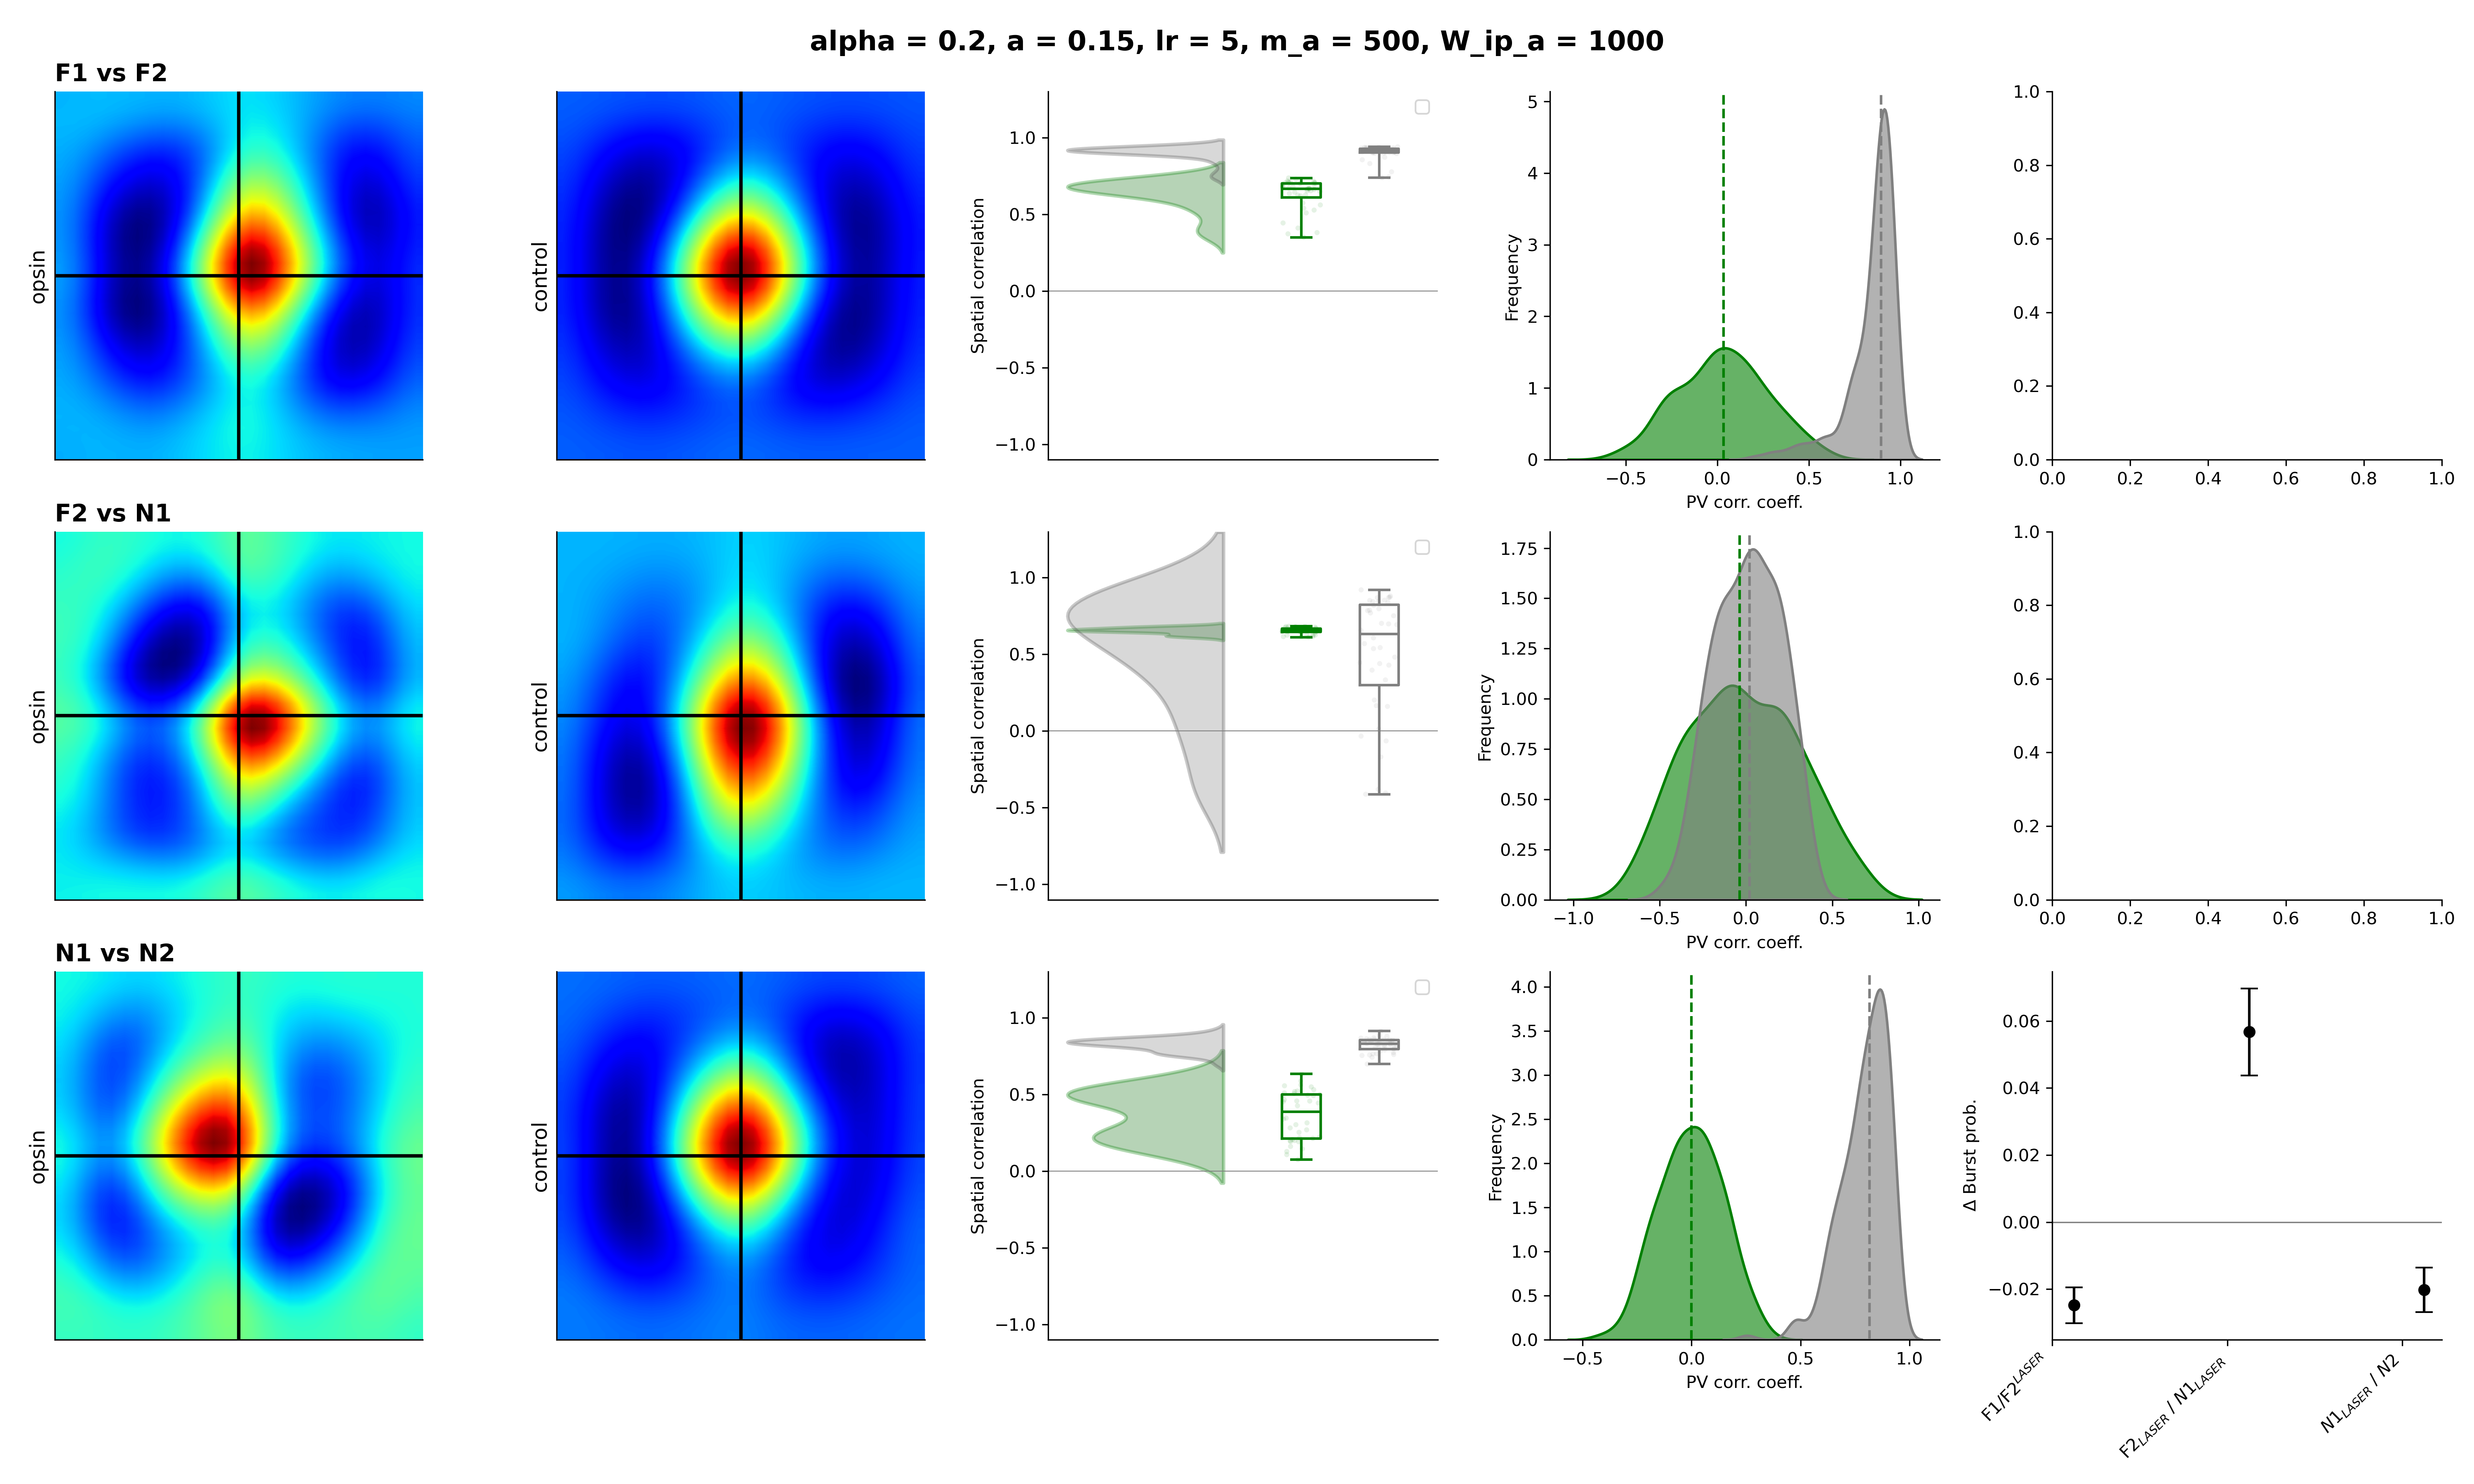 alpha = 0.2, a = 0.15, lr = 5, m_a = 500, W_ip_a = 1000
F1 vs F2
opsin
control
Spatial correlation
1.0
0.5
0.0
−0.5
−1.0
Frequency
5
4
3
2
1
0
−0.5 0.0 0.5 1.0
PV corr. coeff.
1.0
0.8
0.6
0.4
0.2
0.0
0.0 0.2 0.4 0.6 0.8 1.0
F2 vs N1
opsin
control
Spatial correlation
1.0
0.5
0.0
−0.5
−1.0
Frequency
1.75
1.50
1.25
1.00
0.75
0.50
0.25
0.00
−1.0 −0.5 0.0 0.5 1.0
PV corr. coeff.
1.0
0.8
0.6
0.4
0.2
0.0
0.0 0.2 0.4 0.6 0.8 1.0
N1 vs N2
opsin
control
Spatial correlation
1.0
0.5
0.0
−0.5
−1.0
Frequency
4.0
3.5
3.0
2.5
2.0
1.5
1.0
0.5
0.0
−0.5 0.0 0.5 1.0
PV corr. coeff.
Δ Burst prob.
0.06
0.04
0.02
0.00
−0.02
F1/F2^LASER
F2_LASER / N1_LASER
N1_LASER / N2